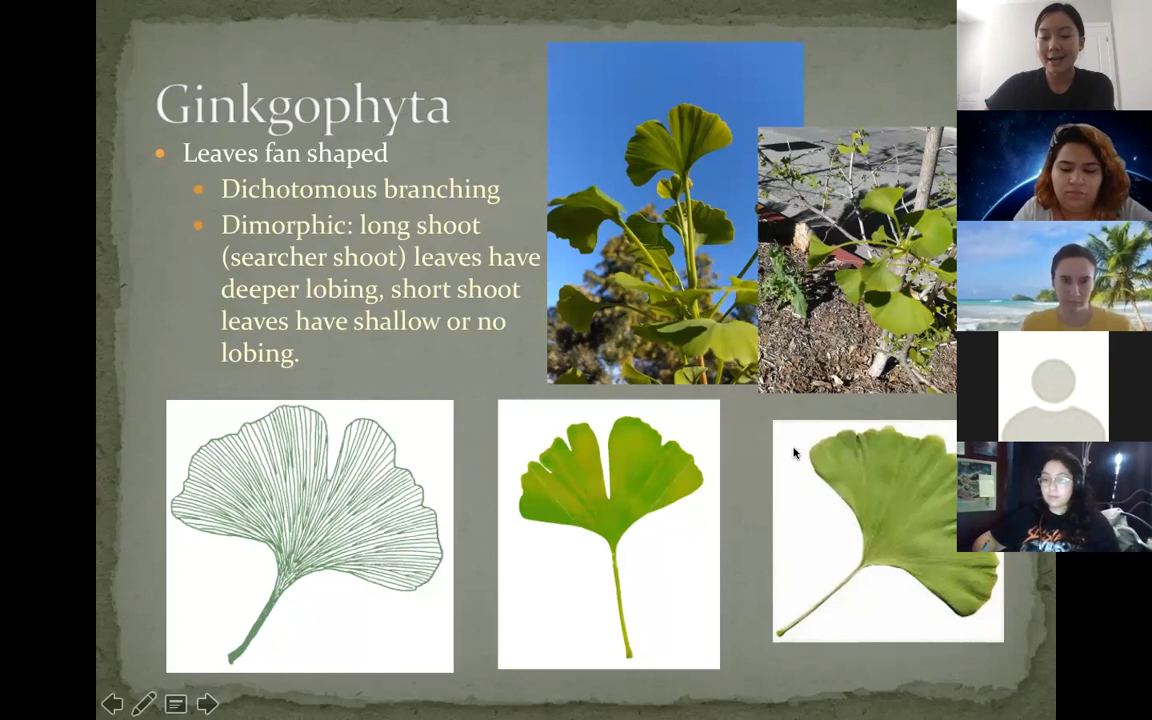 Ginkgophyta
Leaves fan shaped
Dichotomous branching
Dimorphic: long shoot
(searcher shoot) leaves have
deeper lobing, short shoot
leaves have shallow or no
lobing.